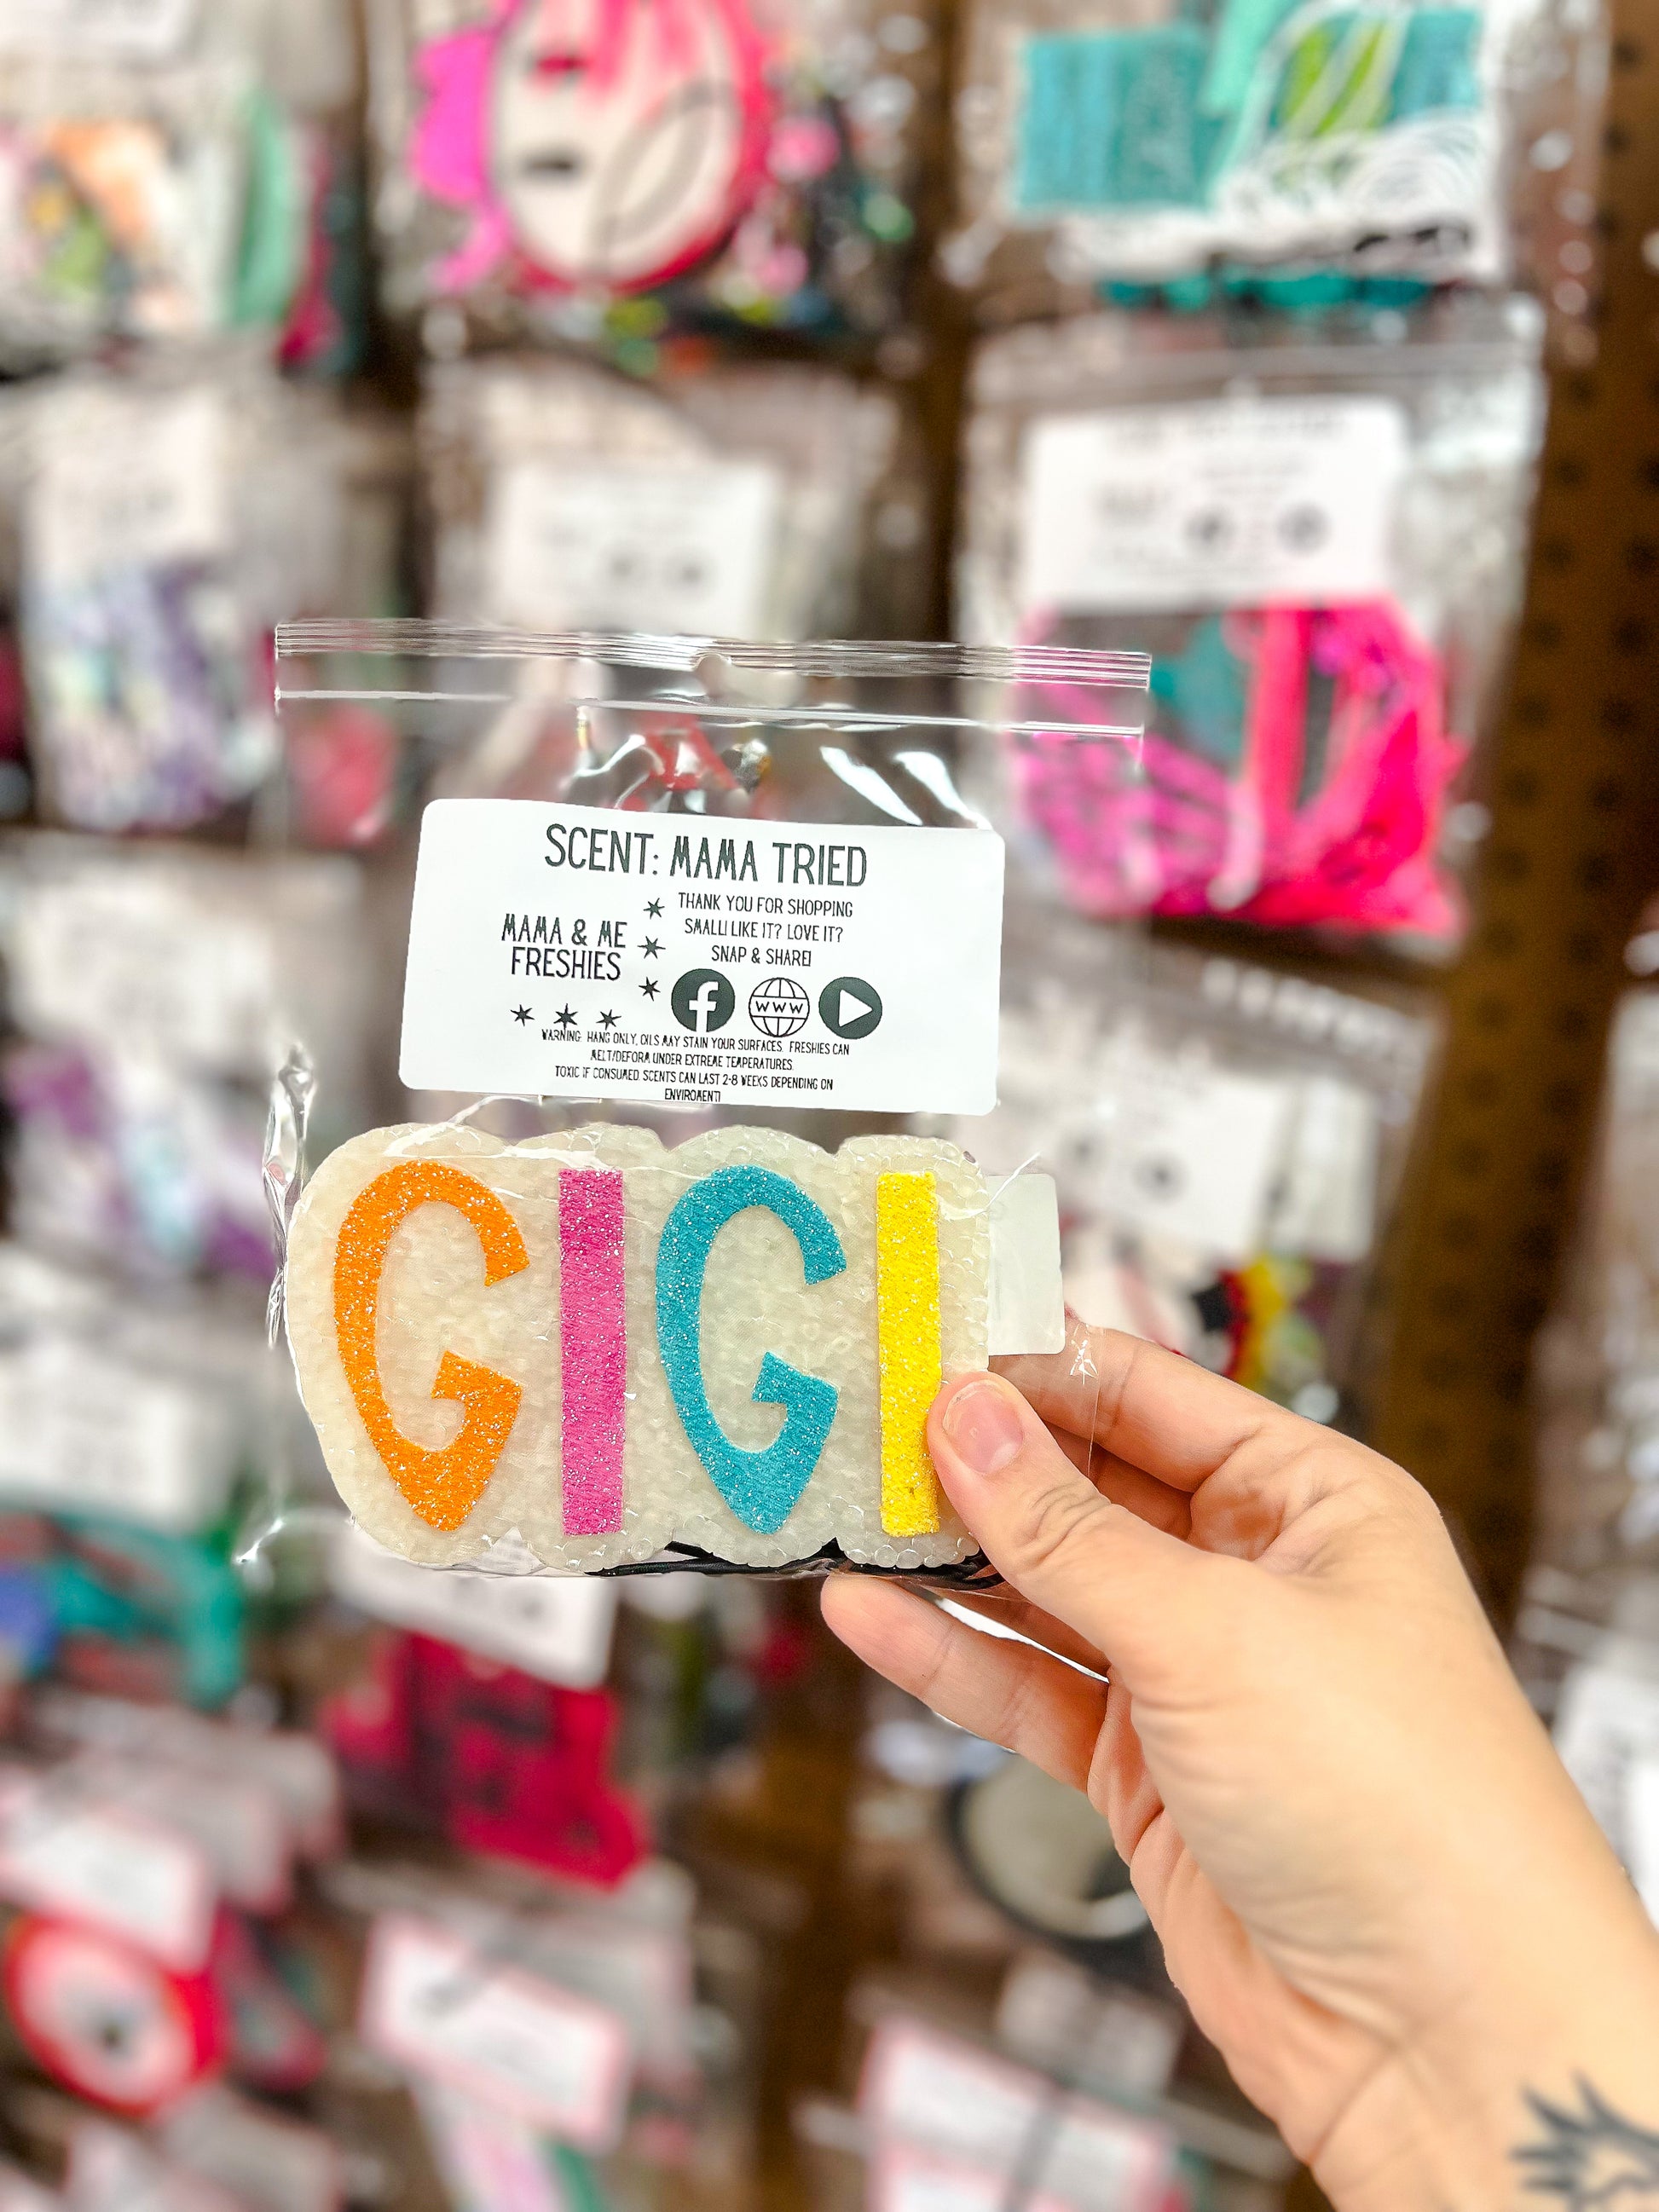 SCENT: MAMA TRIED
MAMA & ME
FRESHIES
THANK YOU FOR SHOPPING
SMALL! LIKE IT? LOVE IT?
SNAP & SHARE!
f
WWW
WARNING: HANG ONLY, OILS MAY STAIN YOUR SURFACES. FRESHIES CAN
MELT/DEFORM UNDER EXTREME TEMPERATURES.
TOXIC IF CONSUMED. SCENTS CAN LAST 2-8 WEEKS DEPENDING ON
ENVIROMENT!
GIGI